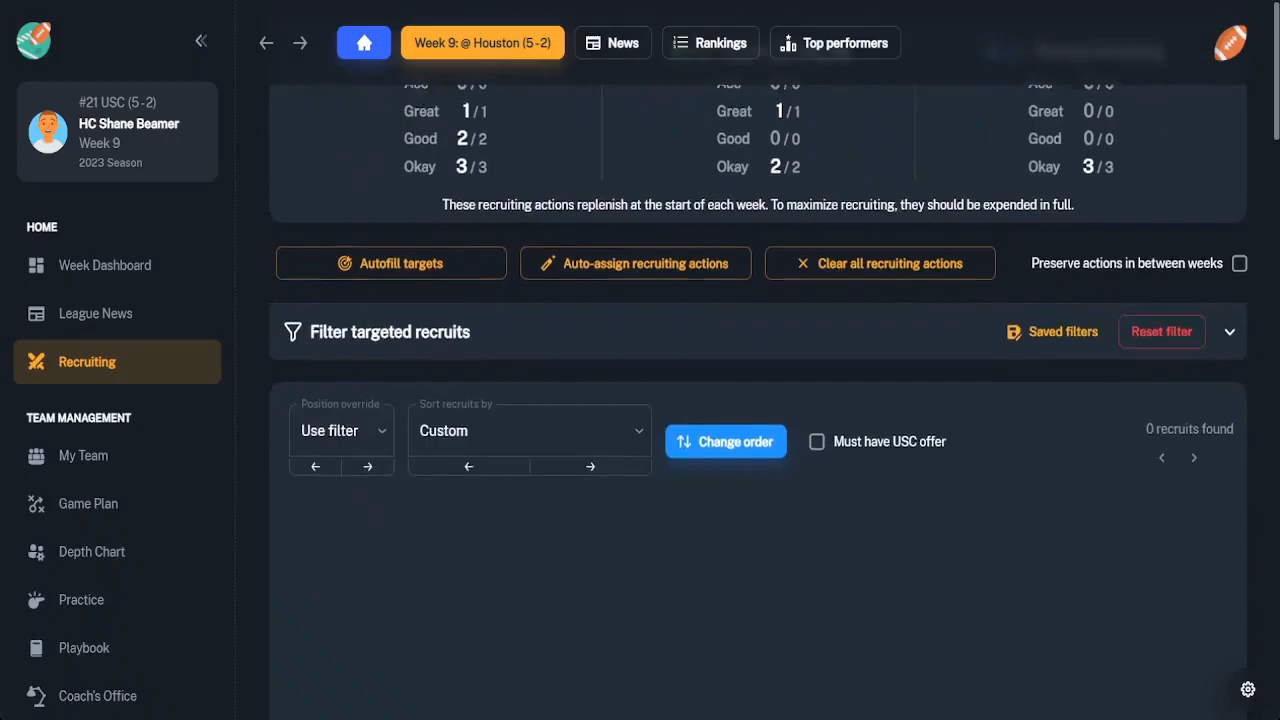 Week 9: @ Houston (5-2)
News
Rankings
Top performers
#21 USC (5-2)
HC Shane Beamer
Week 9
2023 Season
Great 1 / 1
Good 2 / 2
Okay 3 / 3
Great 1 / 1
Good 0 / 0
Okay 2 / 2
Great 0 / 0
Good 0 / 0
Okay 3 / 3
These recruiting actions replenish at the start of each week. To maximize recruiting, they should be expended in full.
HOME
Week Dashboard
League News
Recruiting
TEAM MANAGEMENT
My Team
Game Plan
Depth Chart
Practice
Playbook
Coach's Office
Autofill targets
Auto-assign recruiting actions
Clear all recruiting actions
Preserve actions in between weeks
Filter targeted recruits
Saved filters
Reset filter
Position override
Use filter
Sort recruits by
Custom
Change order
Must have USC offer
0 recruits found